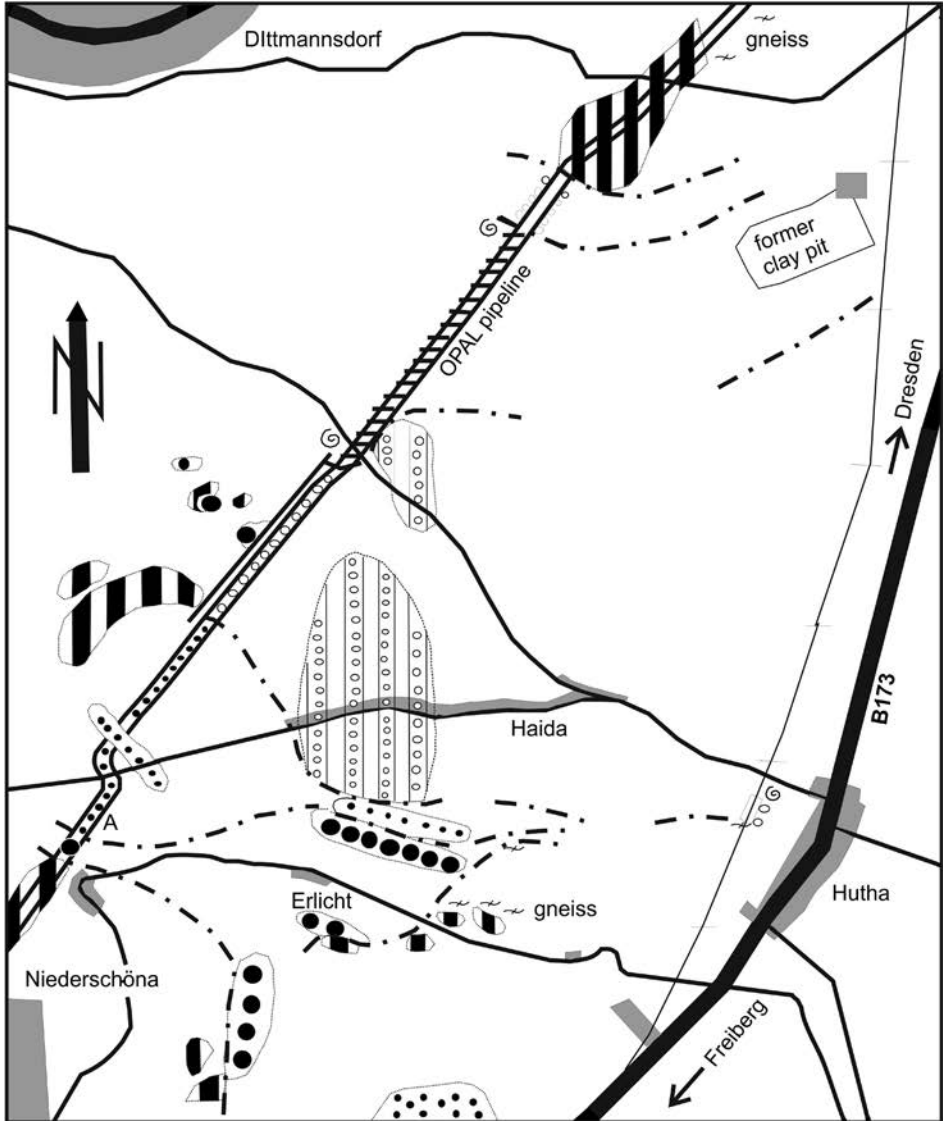 DIttmannsdorf
gneiss
former
clay pit
OPAL pipeline
N
Dresden
B173
Haida
A
Hutha
Erlicht
gneiss
Niederschöna
Freiberg